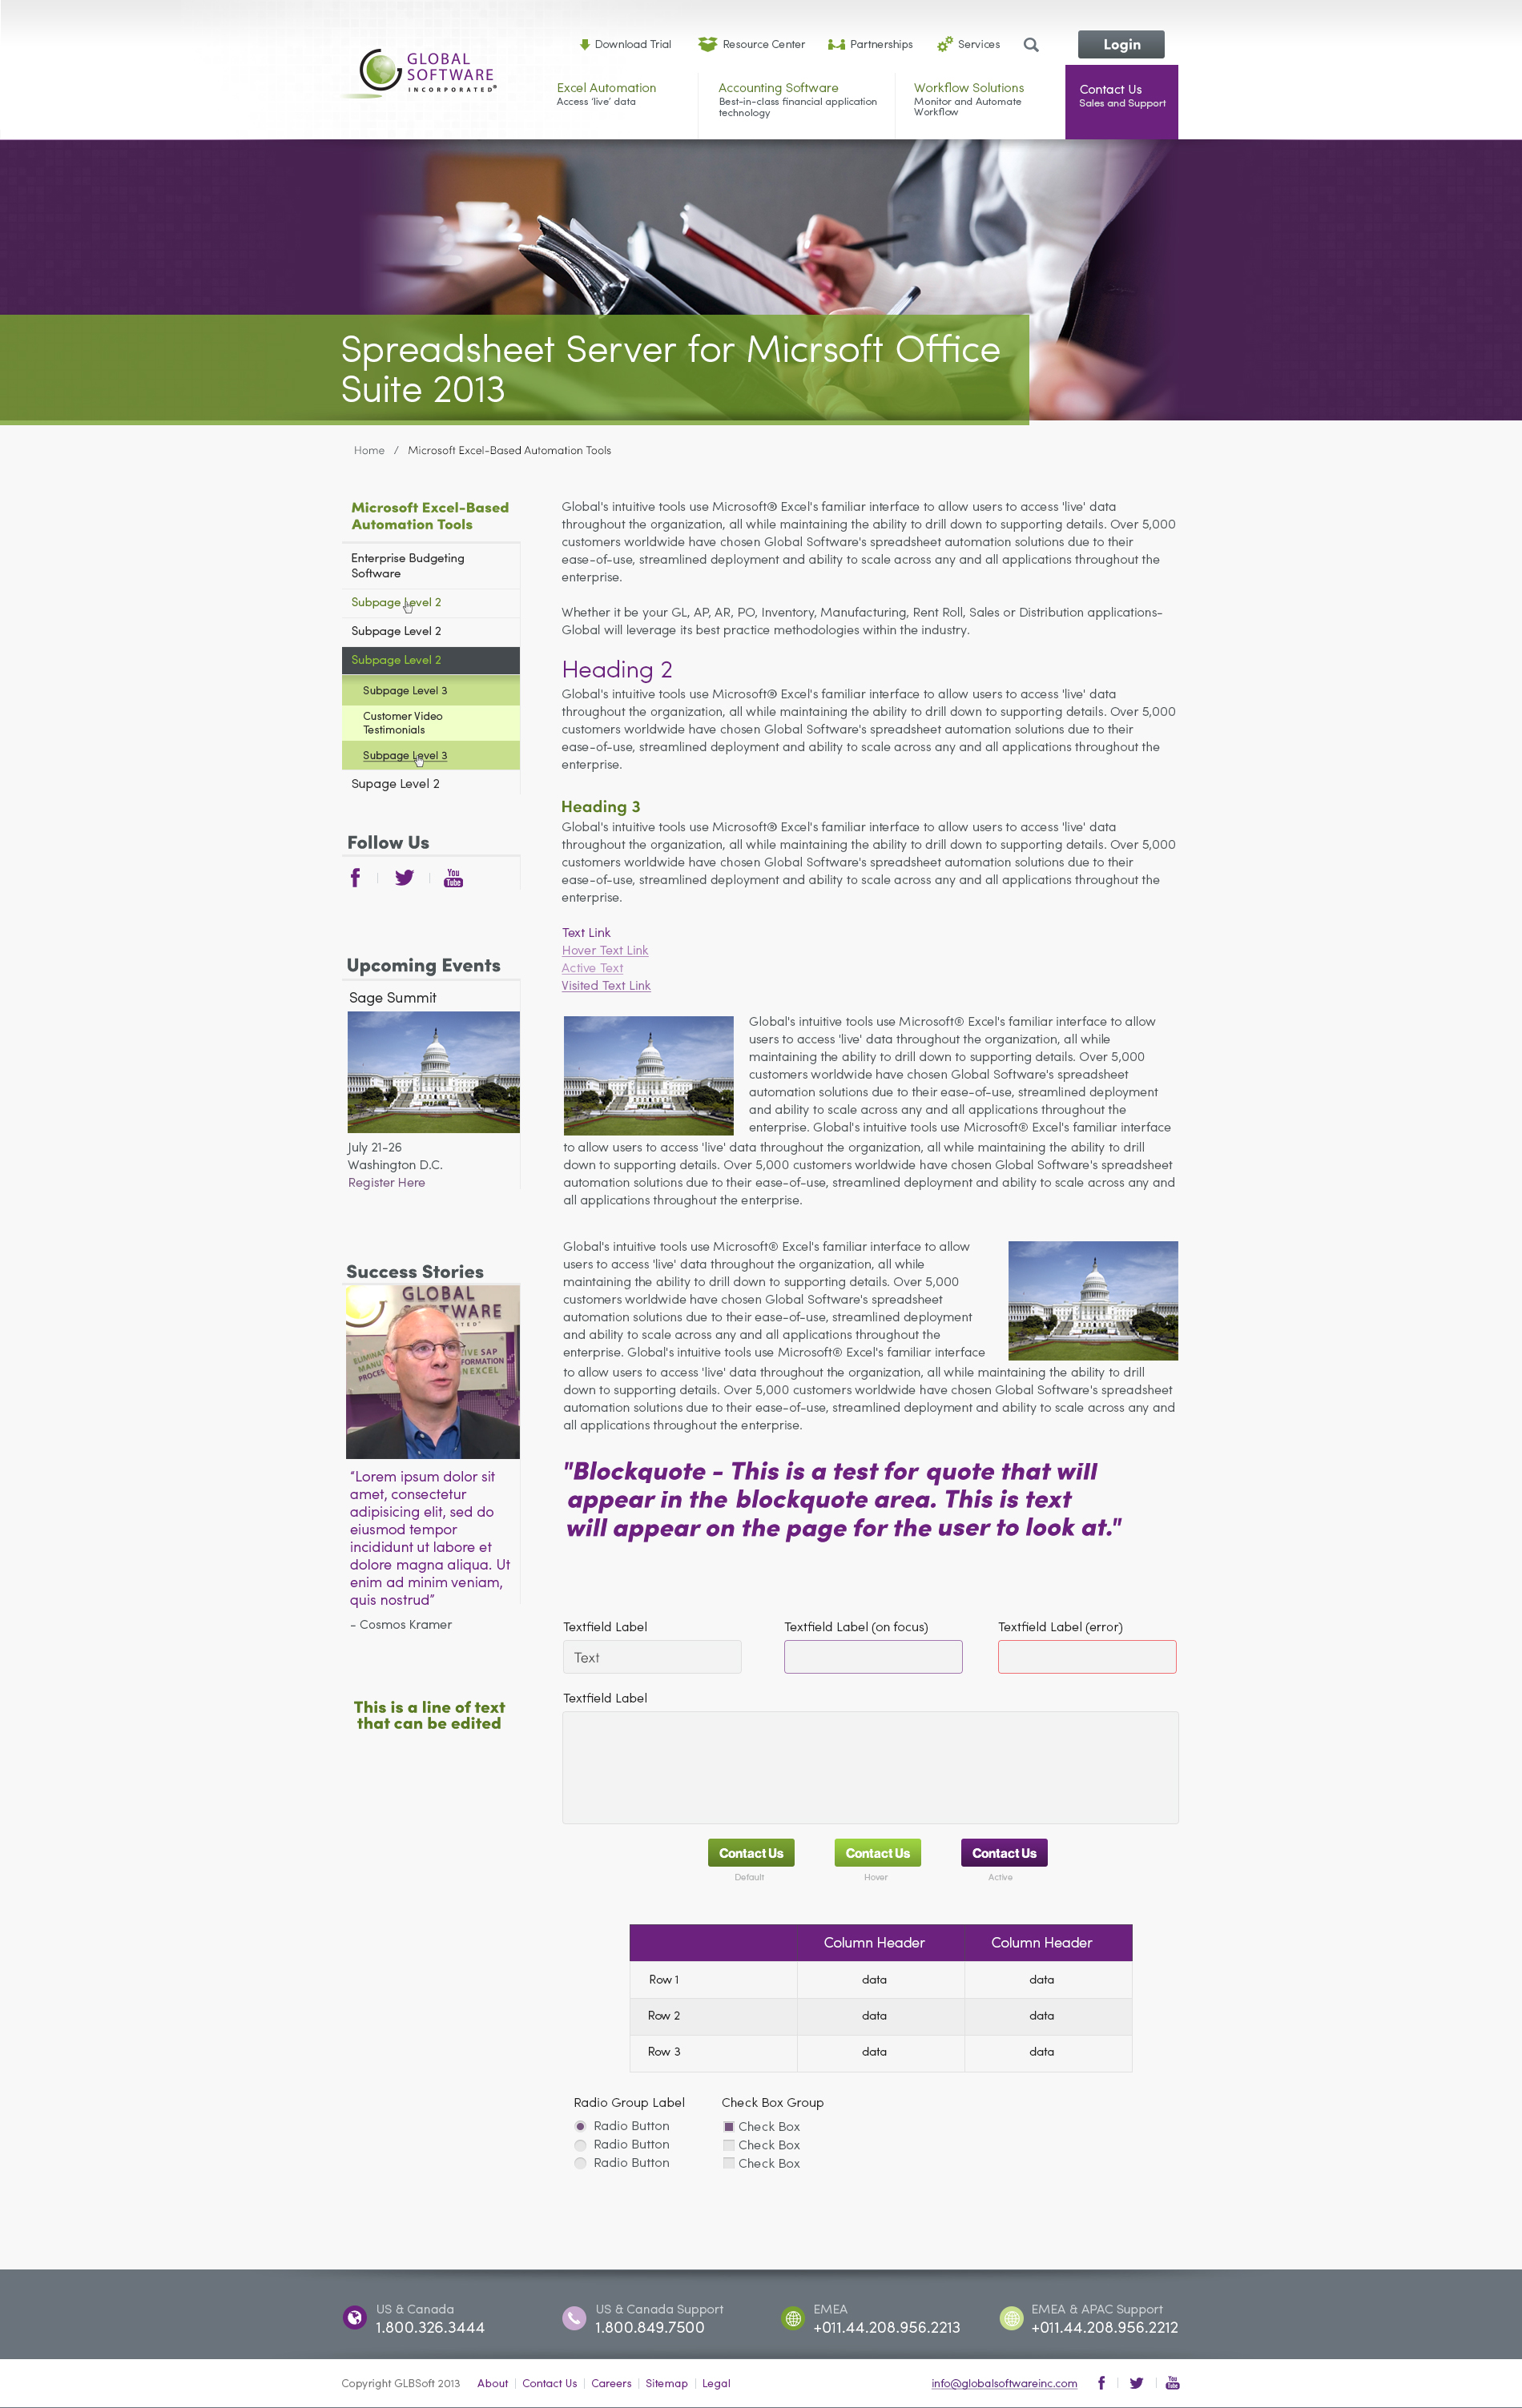 Download Trial
Resource Center
Partnerships
Services
Login
GLOBAL
SOFTWARE
INCORPORATED
Excel Automation
Access 'live' data
Accounting Software
Best-in-class financial application
technology
Workflow Solutions
Monitor and Automate
Workflow
Contact Us
Sales and Support
Spreadsheet Server for Micrsoft Office
Suite 2013
Home / Microsoft Excel-Based Automation Tools
Microsoft Excel-Based
Automation Tools
Enterprise Budgeting
Software
Subpage Level 2
Subpage Level 2
Subpage Level 2
Subpage Level 3
Customer Video
Testimonials
Subpage Level 3
Supage Level 2
Follow Us
You
Tube
Upcoming Events
Sage Summit
July 21-26
Washington D.C.
Register Here
Success Stories
GLOBAL
"Lorem ipsum dolor sit
amet, consectetur
adipisicing elit, sed do
eiusmod tempor
incididunt ut labore et
dolore magna aliqua. Ut
enim ad minim veniam,
quis nostrud"
- Cosmos Kramer
This is a line of text
that can be edited
Global's intuitive tools use Microsoft® Excel's familiar interface to allow users to access 'live' data
throughout the organization, all while maintaining the ability to drill down to supporting details. Over 5,000
customers worldwide have chosen Global Software's spreadsheet automation solutions due to their
ease-of-use, streamlined deployment and ability to scale across any and all applications throughout the
enterprise.
Whether it be your GL, AP, AR, PO, Inventory, Manufacturing, Rent Roll, Sales or Distribution applications-
Global will leverage its best practice methodologies within the industry.
Heading 2
Global's intuitive tools use Microsoft® Excel's familiar interface to allow users to access 'live' data
throughout the organization, all while maintaining the ability to drill down to supporting details. Over 5,000
customers worldwide have chosen Global Software's spreadsheet automation solutions due to their
ease-of-use, streamlined deployment and ability to scale across any and all applications throughout the
enterprise.
Heading 3
Global's intuitive tools use Microsoft® Excel's familiar interface to allow users to access 'live' data
throughout the organization, all while maintaining the ability to drill down to supporting details. Over 5,000
customers worldwide have chosen Global Software's spreadsheet automation solutions due to their
ease-of-use, streamlined deployment and ability to scale across any and all applications throughout the
enterprise.
Text Link
Hover Text Link
Active Text
Visited Text Link
Global's intuitive tools use Microsoft® Excel's familiar interface to allow
users to access 'live' data throughout the organization, all while
maintaining the ability to drill down to supporting details. Over 5,000
customers worldwide have chosen Global Software's spreadsheet
automation solutions due to their ease-of-use, streamlined deployment
and ability to scale across any and all applications throughout the
enterprise. Global's intuitive tools use Microsoft® Excel's familiar interface
to allow users to access 'live' data throughout the organization, all while maintaining the ability to drill
down to supporting details. Over 5,000 customers worldwide have chosen Global Software's spreadsheet
automation solutions due to their ease-of-use, streamlined deployment and ability to scale across any and
all applications throughout the enterprise.
Global's intuitive tools use Microsoft® Excel's familiar interface to allow
users to access 'live' data throughout the organization, all while
maintaining the ability to drill down to supporting details. Over 5,000
customers worldwide have chosen Global Software's spreadsheet
automation solutions due to their ease-of-use, streamlined deployment
and ability to scale across any and all applications throughout the
enterprise. Global's intuitive tools use Microsoft® Excel's familiar interface
to allow users to access 'live' data throughout the organization, all while maintaining the ability to drill
down to supporting details. Over 5,000 customers worldwide have chosen Global Software's spreadsheet
automation solutions due to their ease-of-use, streamlined deployment and ability to scale across any and
all applications throughout the enterprise.
"Blockquote - This is a test for quote that will
appear in the blockquote area. This is text
will appear on the page for the user to look at."
Textfield Label
Text
Textfield Label (on focus)
Textfield Label (error)
Textfield Label
Contact Us
Default
Contact Us
Hover
Contact Us
Active
Column Header Column Header
Row 1 data data
Row 2 data data
Row 3 data data
Radio Group Label
Radio Button
Radio Button
Radio Button
Check Box Group
Check Box
Check Box
Check Box
US & Canada
1.800.326.3444
US & Canada Support
1.800.849.7500
EMEA
+011.44.208.956.2213
EMEA & APAC Support
+011.44.208.956.2212
Copyright GLBSoft 2013 About | Contact Us | Careers | Sitemap | Legal
info@globalsoftwareinc.com
You
Tube